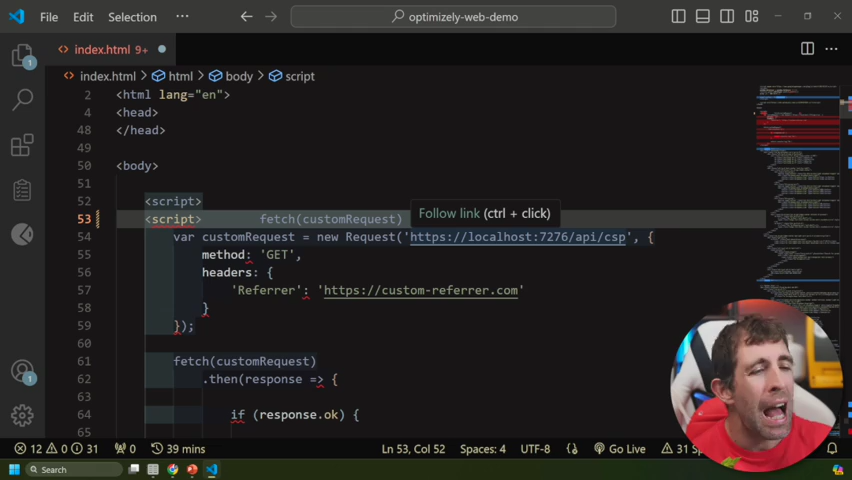 File Edit Selection ··· optimizely-web-demo
index.html 9+
index.html > html > body > script
2 <html lang="en">
4 <head>
48 </head>
49
50 <body>
51
52 <script>
53 <script> fetch(customRequest)
Follow link (ctrl + click)
54 var customRequest = new Request('https://localhost:7276/api/csp', {
55 method: 'GET',
56 headers: {
57 'Referrer': 'https://custom-referrer.com'
58 }
59 });
60
61 fetch(customRequest)
62 .then(response => {
64 if (response.ok) {
65
1
1
12 0 31 0 39 mins Ln 53, Col 52 Spaces: 4 UTF-8 {} Go Live 31 Sp
Search